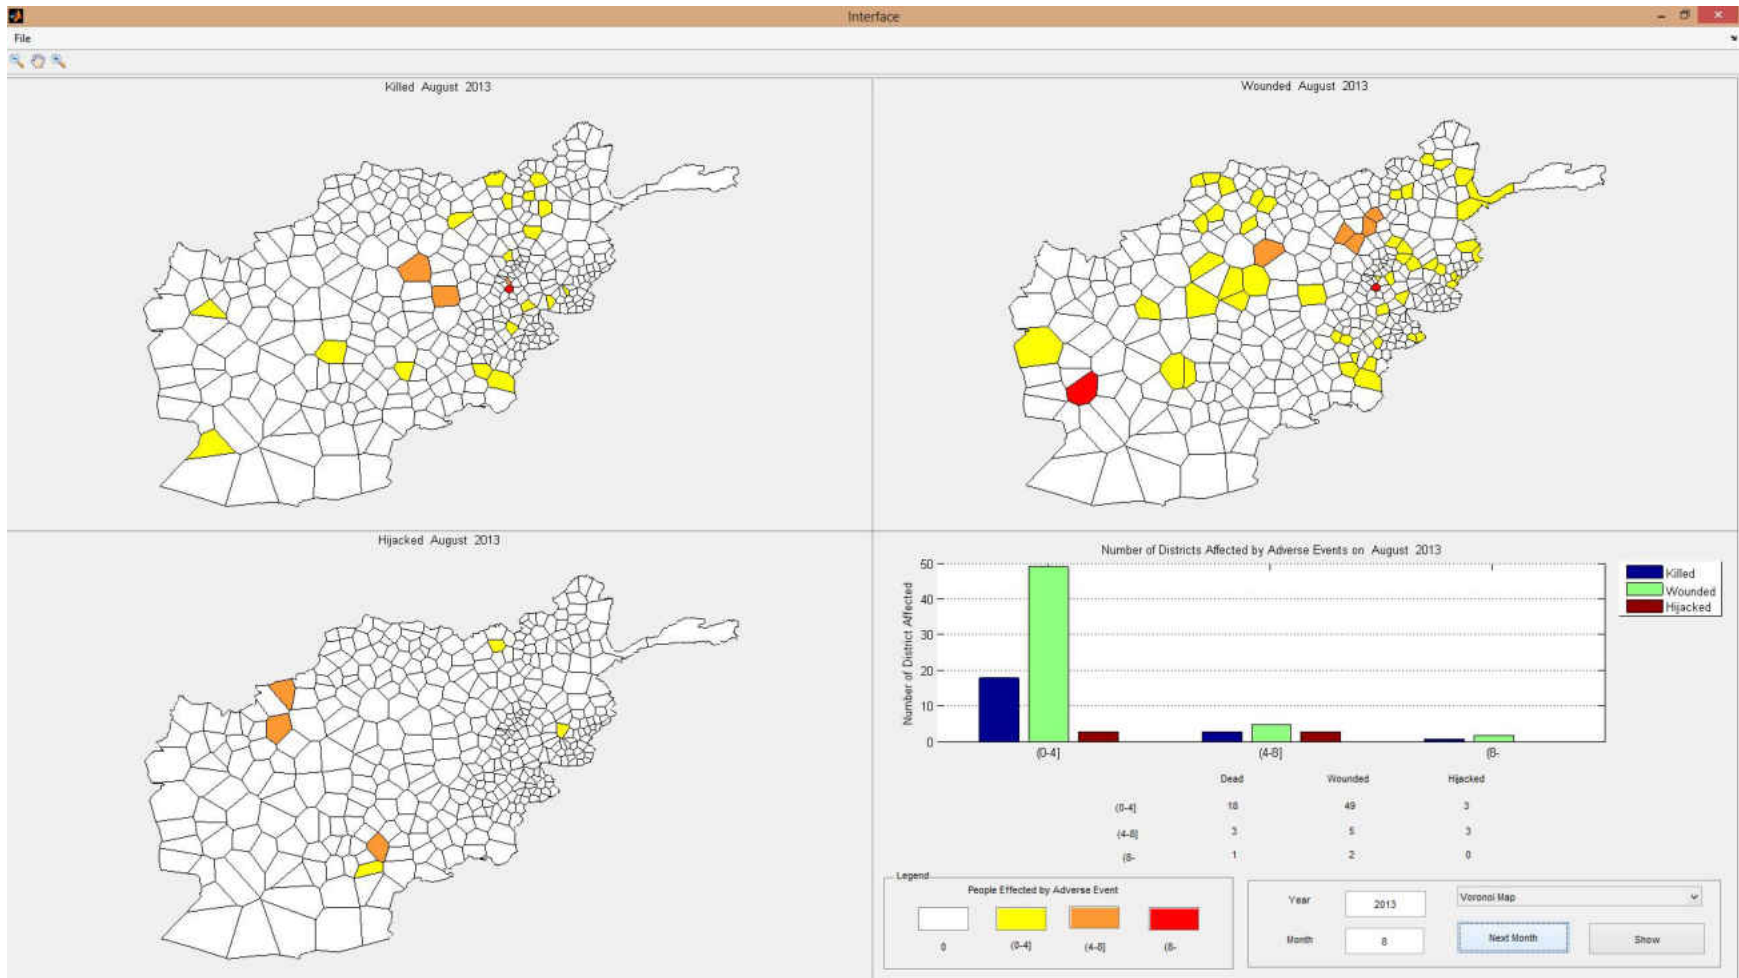 Interface
File
Killed August 2013
Wounded August 2013
Hijacked August 2013
Number of Districts Affected by Adverse Events on August 2013
Number of District Affected
50
40
30
20
10
0
(0-4]
(4-8]
(8-
Killed
Wounded
Hijacked
Dead Wounded Hijacked
(0-4] 18 49 3
(4-8] 3 5 3
(8- 1 2 0
Legend
People Effected by Adverse Event
0 (0-4] (4-8] (8-
Year 2013 Voronoi Map
Month 8 Next Month Show